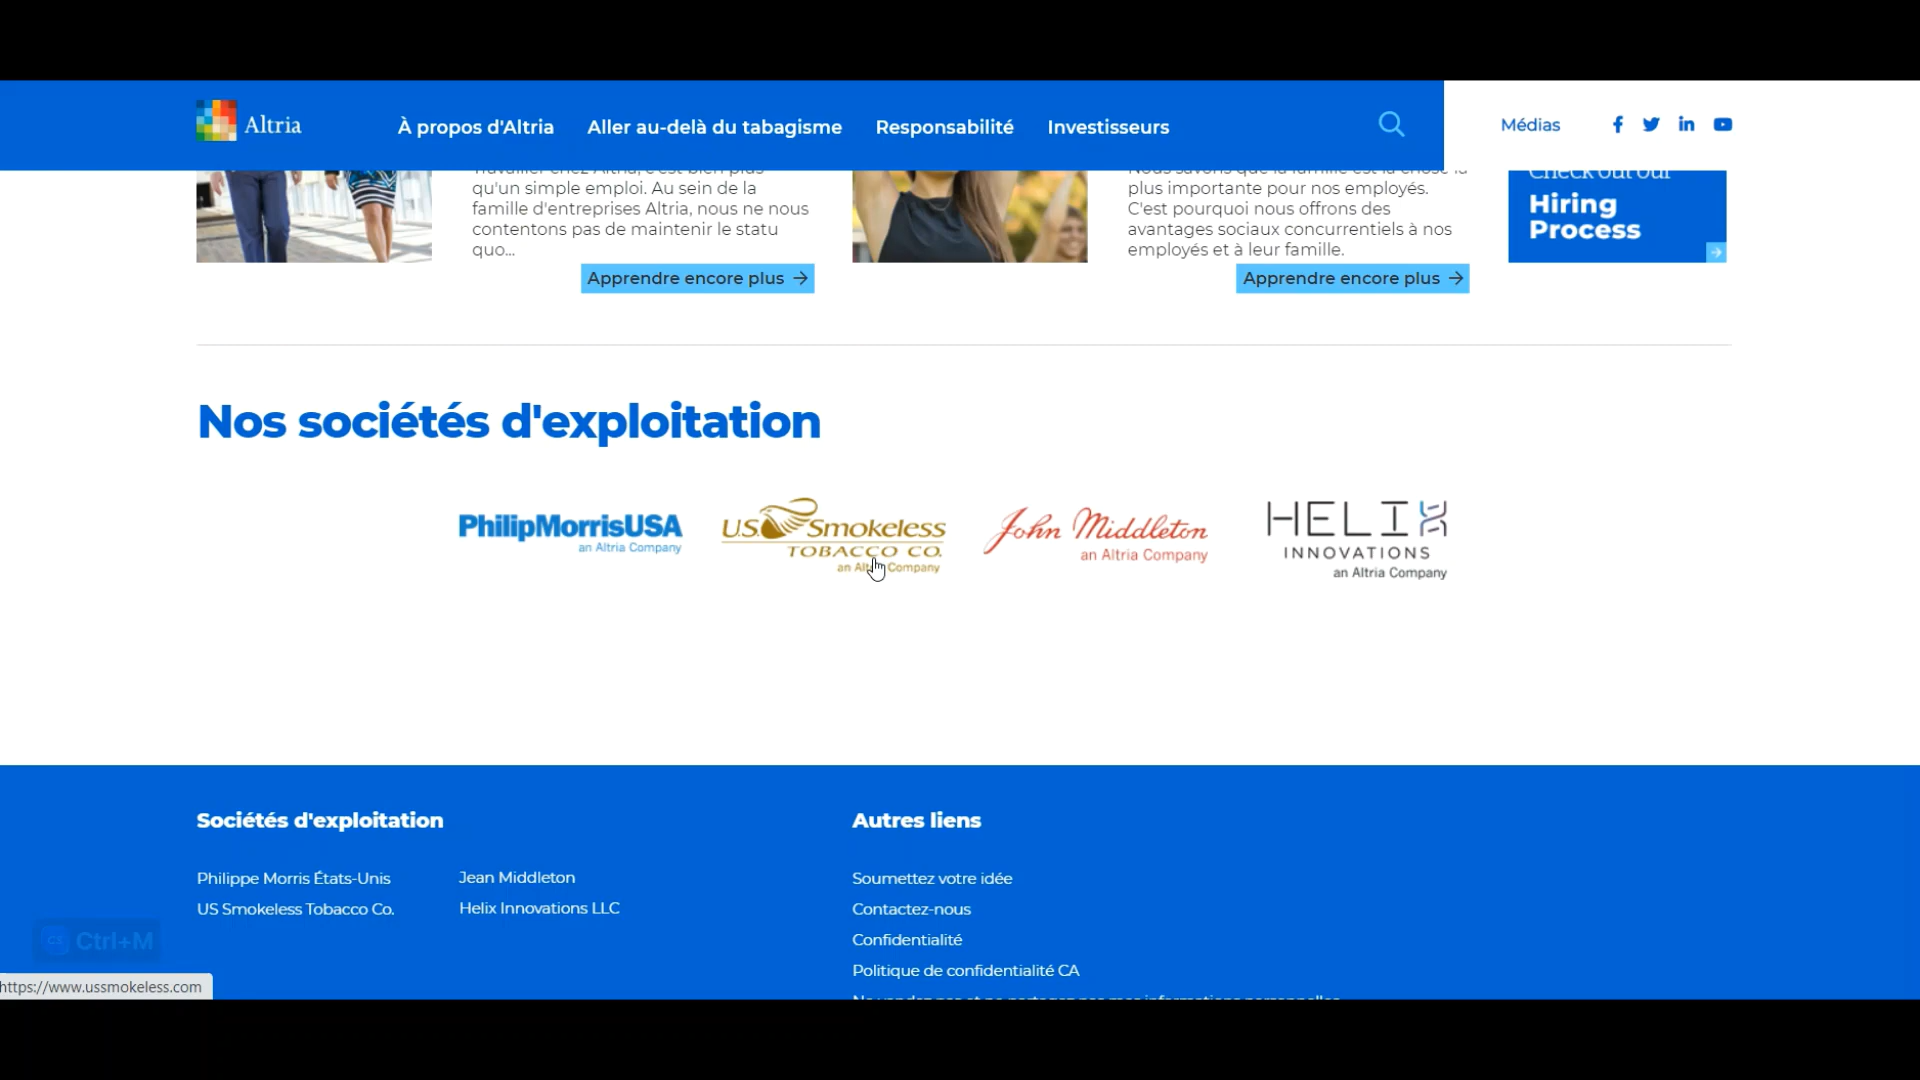 Altria
À propos d'Altria
Aller au-delà du tabagisme
Responsabilité
Investisseurs
Médias
Travailler chez Altria, c'est bien plus
qu'un simple emploi. Au sein de la
famille d'entreprises Altria, nous ne nous
contentons pas de maintenir le statu
quo...
Apprendre encore plus
Nous savons que la famille est la chose la
plus importante pour nos employés.
C'est pourquoi nous offrons des
avantages sociaux concurrentiels à nos
employés et à leur famille.
Apprendre encore plus
Check out our
Hiring
Process
Nos sociétés d'exploitation
PhilipMorrisUSA
an Altria Company
U.S. Smokeless
TOBACCO CO.
an Altria Company
John Middleton
an Altria Company
HELIX
INNOVATIONS
an Altria Company
Sociétés d'exploitation
Philippe Morris États-Unis
US Smokeless Tobacco Co.
Jean Middleton
Helix Innovations LLC
Autres liens
Soumettez votre idée
Contactez-nous
Confidentialité
Politique de confidentialité CA
Ne vendez pas et ne partagez pas mes informations personnelles
Ctrl+M
https://www.ussmokeless.com